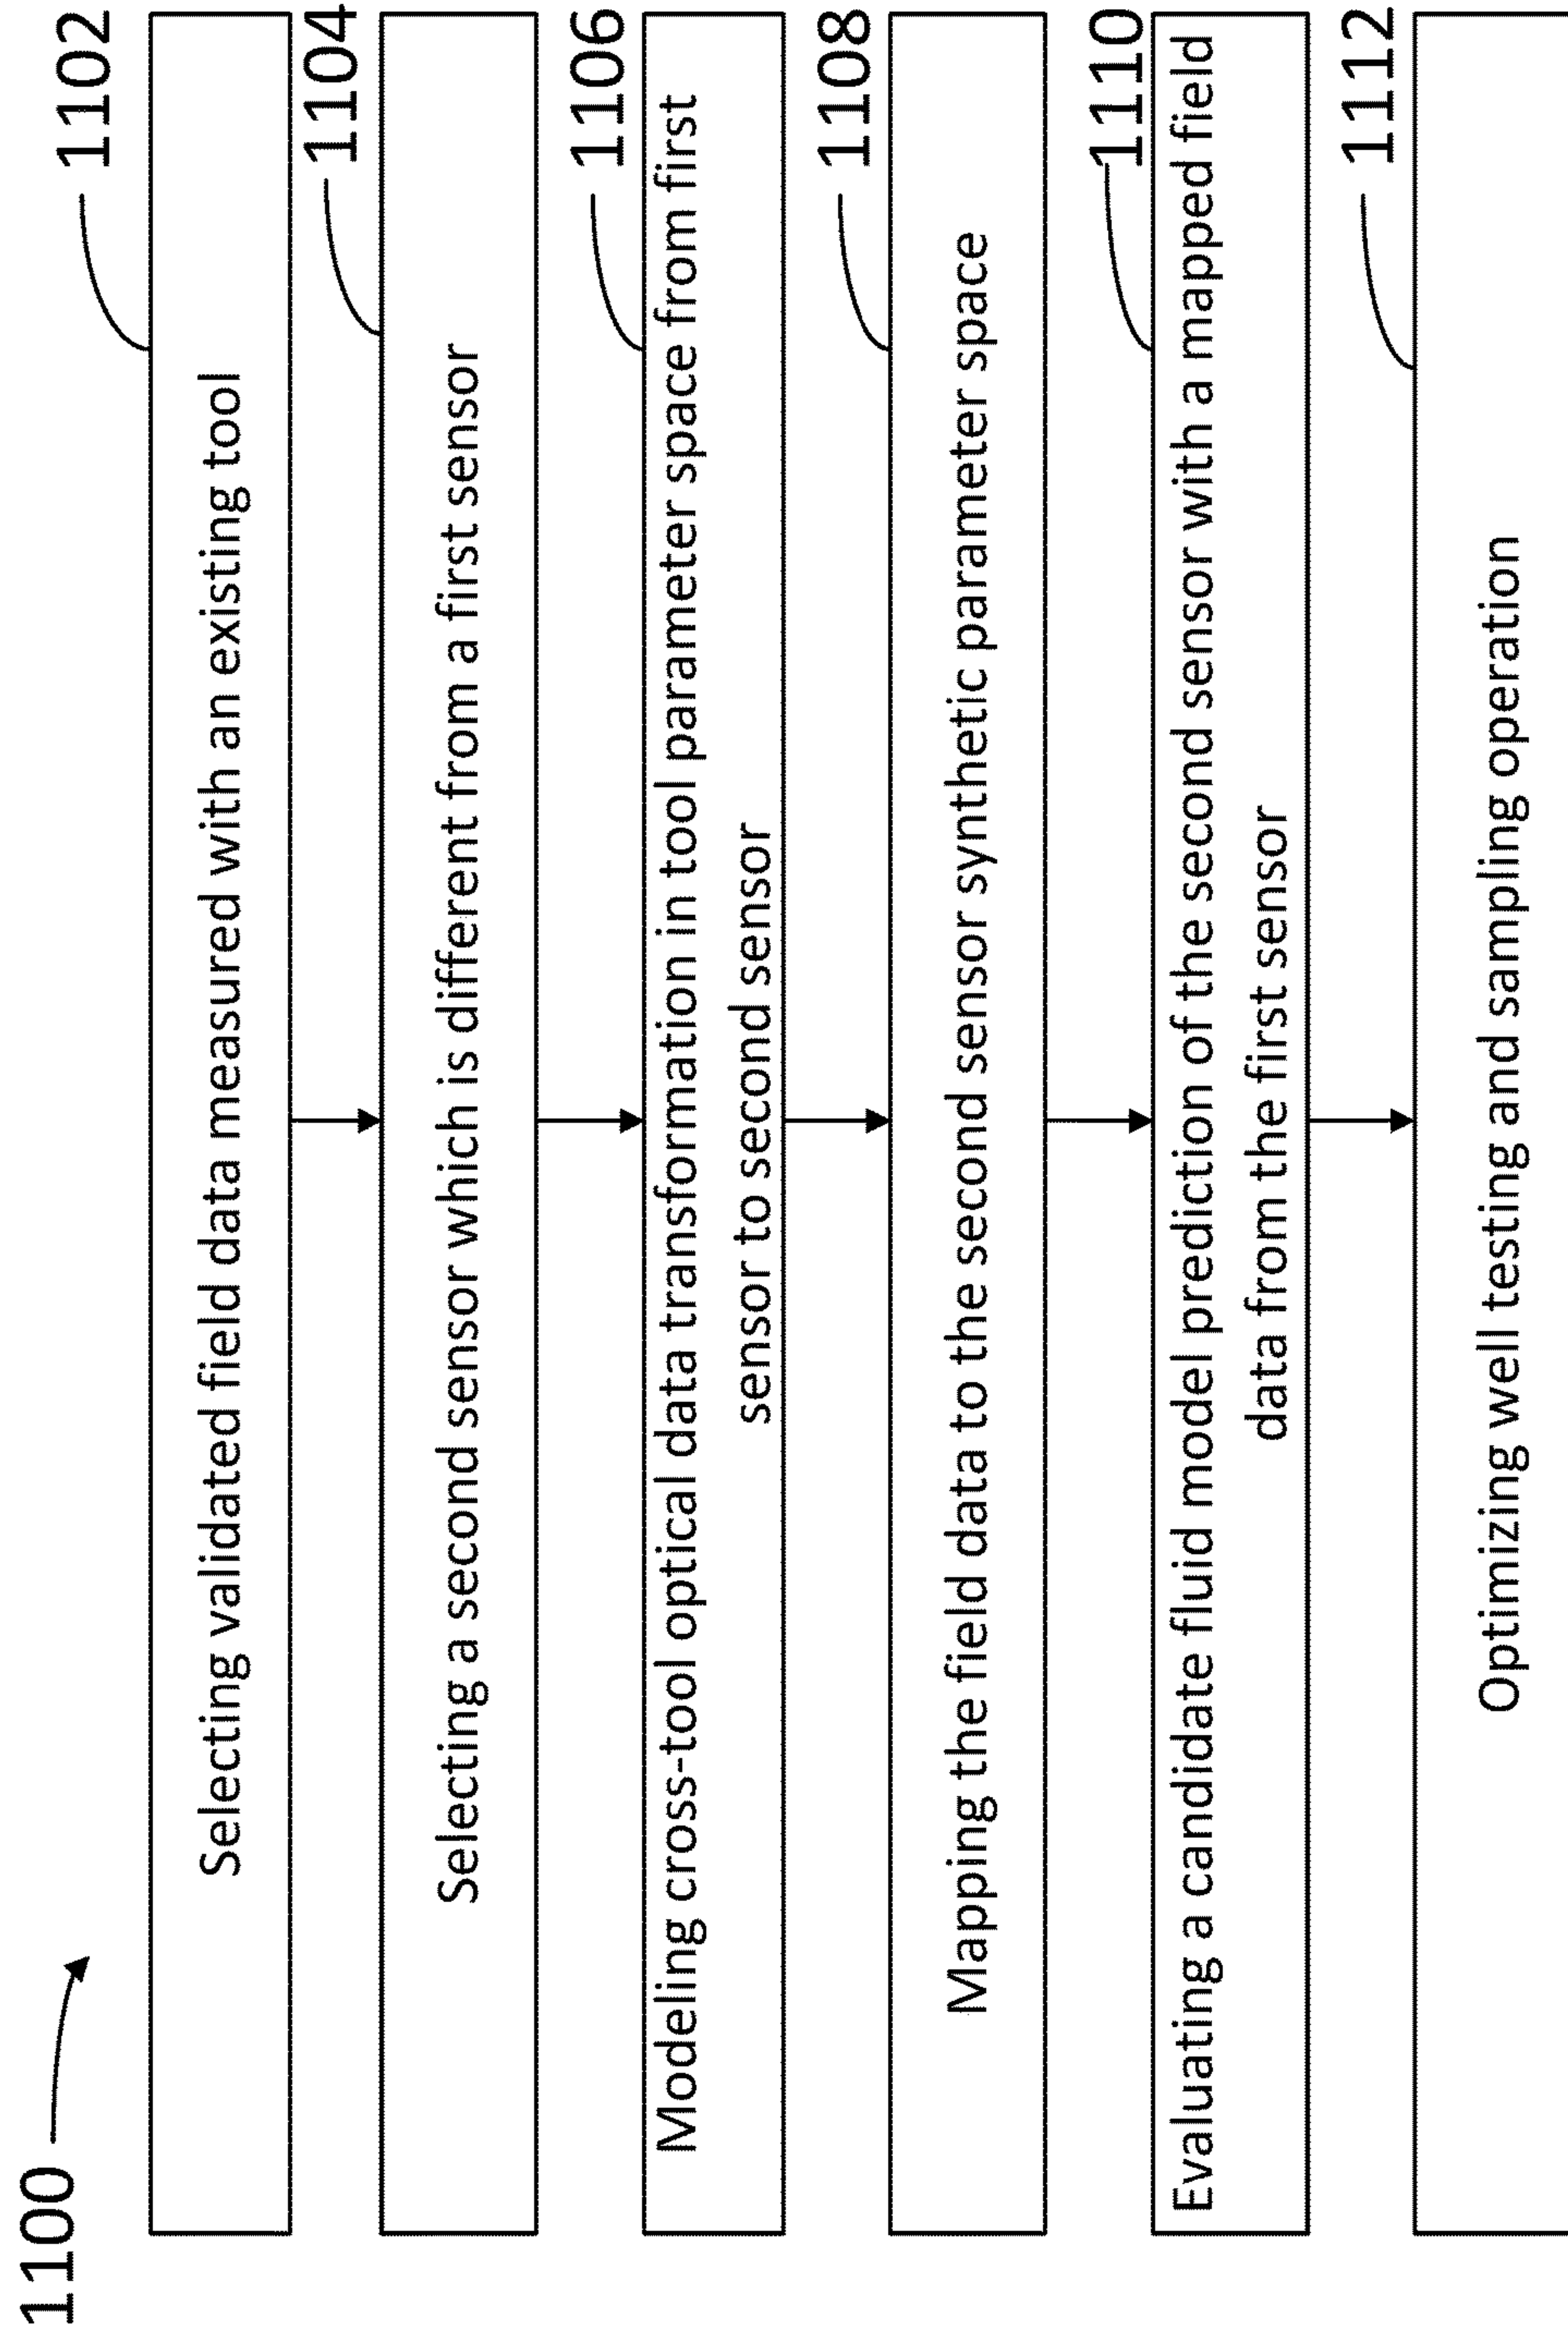 1100
1102
Selecting validated field data measured with an existing tool
1104
Selecting a second sensor which is different from a first sensor
1106
Modeling cross-tool optical data transformation in tool parameter space from first
sensor to second sensor
1108
Mapping the field data to the second sensor synthetic parameter space
1110
Evaluating a candidate fluid model prediction of the second sensor with a mapped field
data from the first sensor
1112
Optimizing well testing and sampling operation